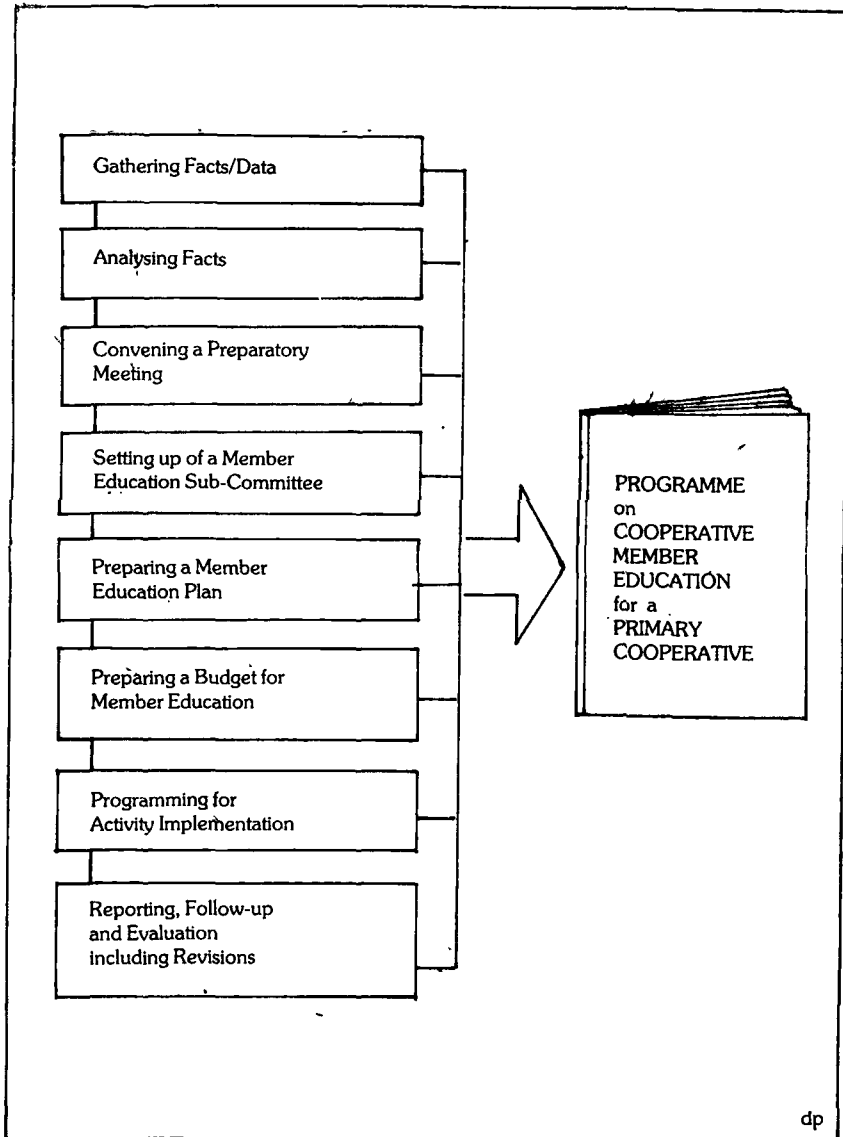 Gathering Facts/Data
Analysing Facts
Convening a Preparatory
Meeting
Setting up of a Member
Education Sub-Committee
Preparing a Member
Education Plan
Preparing a Budget for
Member Education
Programming for
Activity Implementation
Reporting, Follow-up
and Evaluation
including Revisions
PROGRAMME
on
COOPERATIVE
MEMBER
EDUCATION
for a
PRIMARY
COOPERATIVE
dp